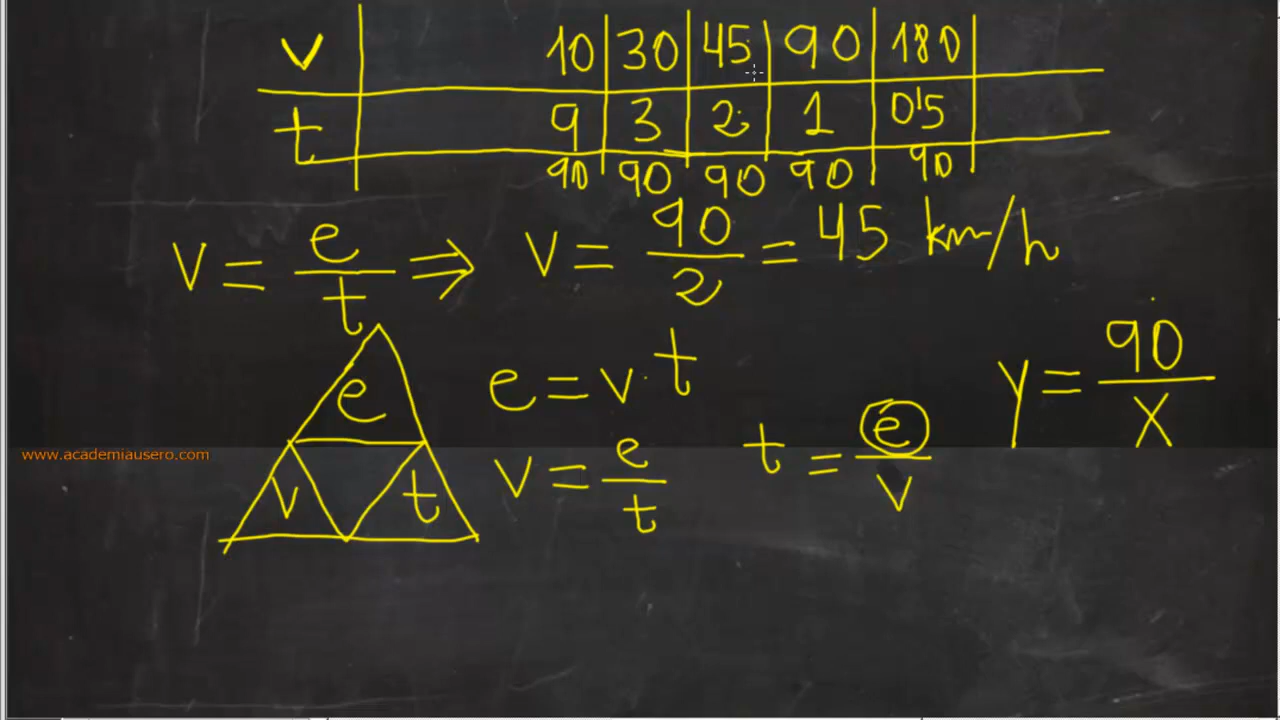 v 10 30 45 90 180
t 9 3 2 1 0'5
90 90 90 90 90
v = e/t ⇒ v = 90/2 = 45 km/h
e
e = v · t
y = 90/x
v t
v = e/t
t = e/v
www.academiausero.com